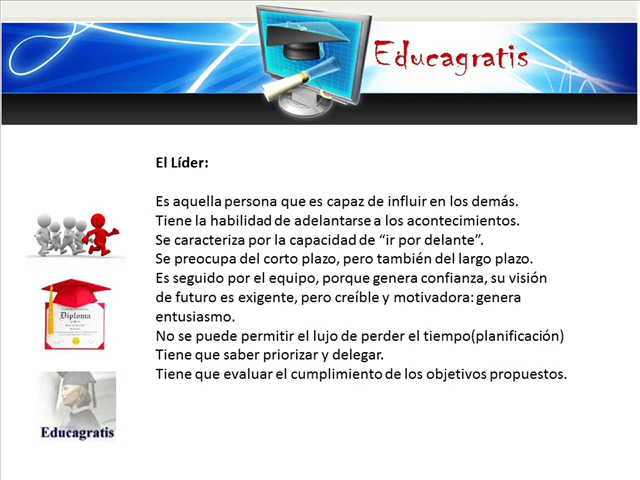 Educagratis
El Líder:
Es aquella persona que es capaz de influir en los demás.
Tiene la habilidad de adelantarse a los acontecimientos.
Se caracteriza por la capacidad de “ir por delante”.
Se preocupa del corto plazo, pero también del largo plazo.
Es seguido por el equipo, porque genera confianza, su visión
de futuro es exigente, pero creíble y motivadora: genera
entusiasmo.
No se puede permitir el lujo de perder el tiempo(planificación)
Tiene que saber priorizar y delegar.
Tiene que evaluar el cumplimiento de los objetivos propuestos.
Diploma
Educagratis